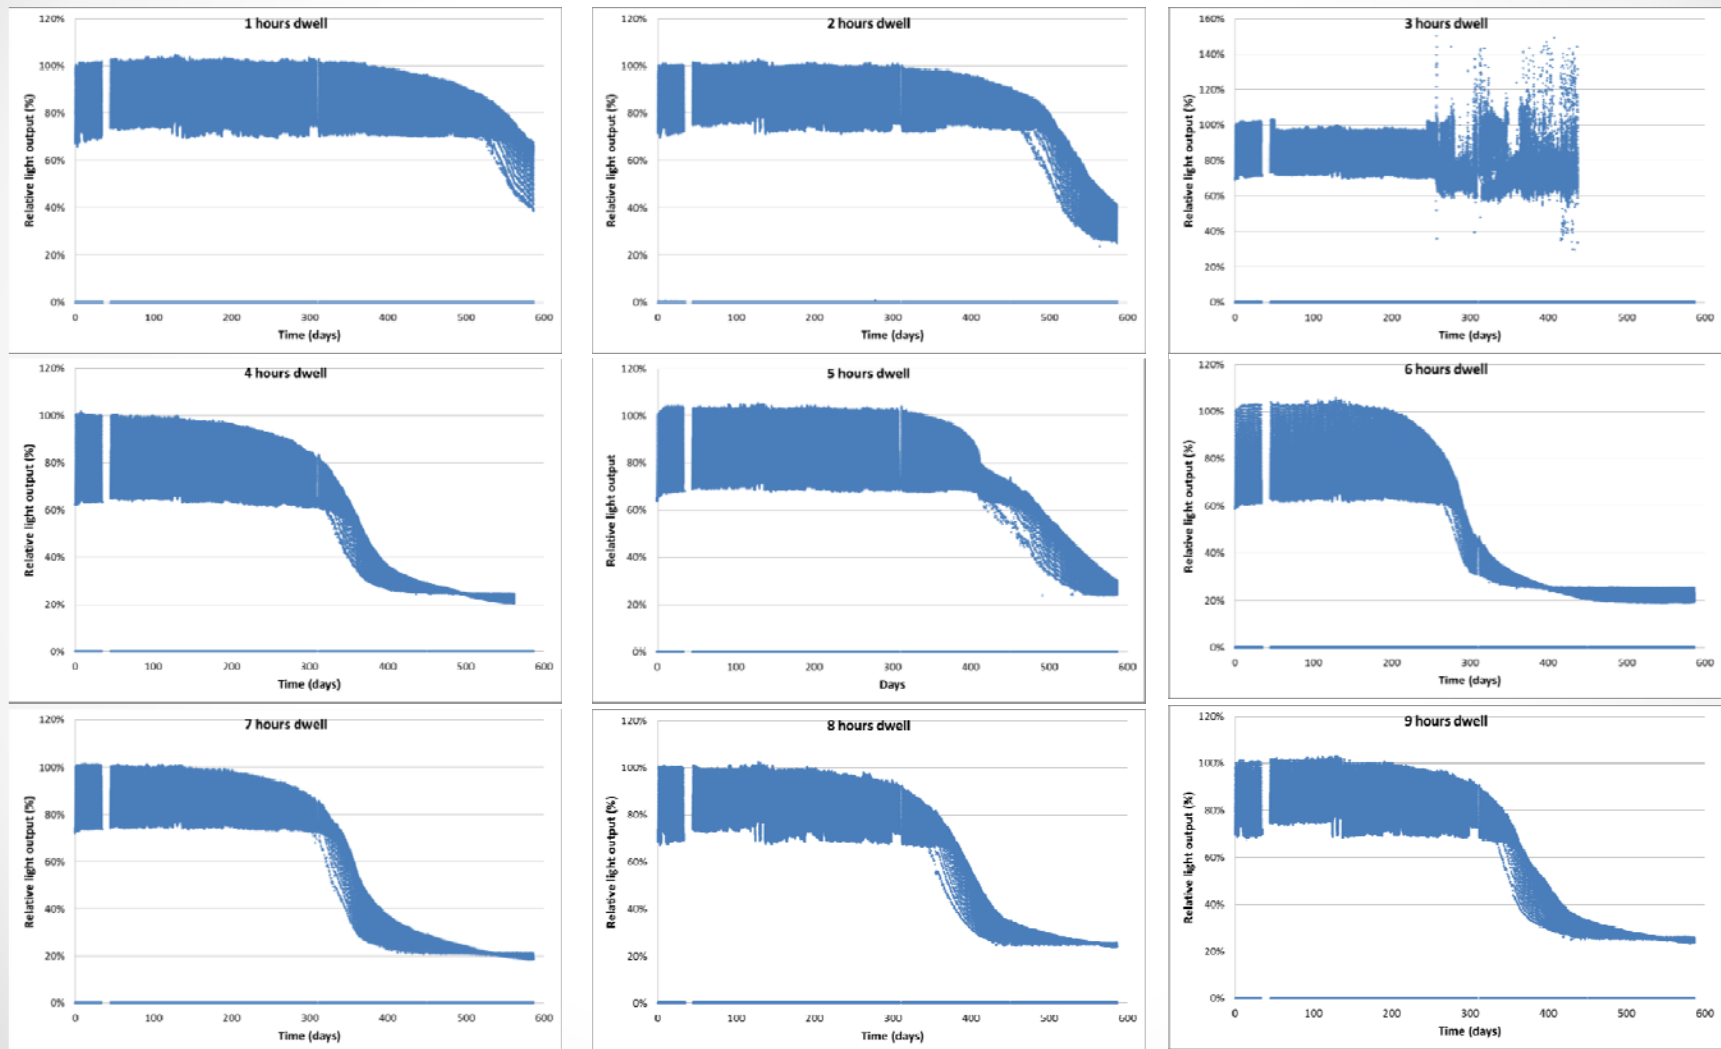 1 hours dwell
120%
100%
80%
60%
40%
20%
0%
0 100 200 300 400 500 600
Relative light output (%)
Time (days)
2 hours dwell
120%
100%
80%
60%
40%
20%
0%
0 100 200 300 400 500 600
Relative light output (%)
Time (days)
3 hours dwell
160%
140%
120%
100%
80%
60%
40%
20%
0%
0 100 200 300 400 500 600
Relative light output (%)
Time (days)
4 hours dwell
120%
100%
80%
60%
40%
20%
0%
0 100 200 300 400 500 600
Relative light output (%)
Time (days)
5 hours dwell
120%
100%
80%
60%
40%
20%
0%
0 100 200 300 400 500 600
Relative light output
Days
6 hours dwell
120%
100%
80%
60%
40%
20%
0%
0 100 200 300 400 500 600
Relative light output (%)
Time (days)
7 hours dwell
120%
100%
80%
60%
40%
20%
0%
0 100 200 300 400 500 600
Relative light output (%)
Time (days)
8 hours dwell
120%
100%
80%
60%
40%
20%
0%
0 100 200 300 400 500 600
Relative light output (%)
Time (days)
9 hours dwell
120%
100%
80%
60%
40%
20%
0%
0 100 200 300 400 500 600
Relative light output (%)
Time (days)